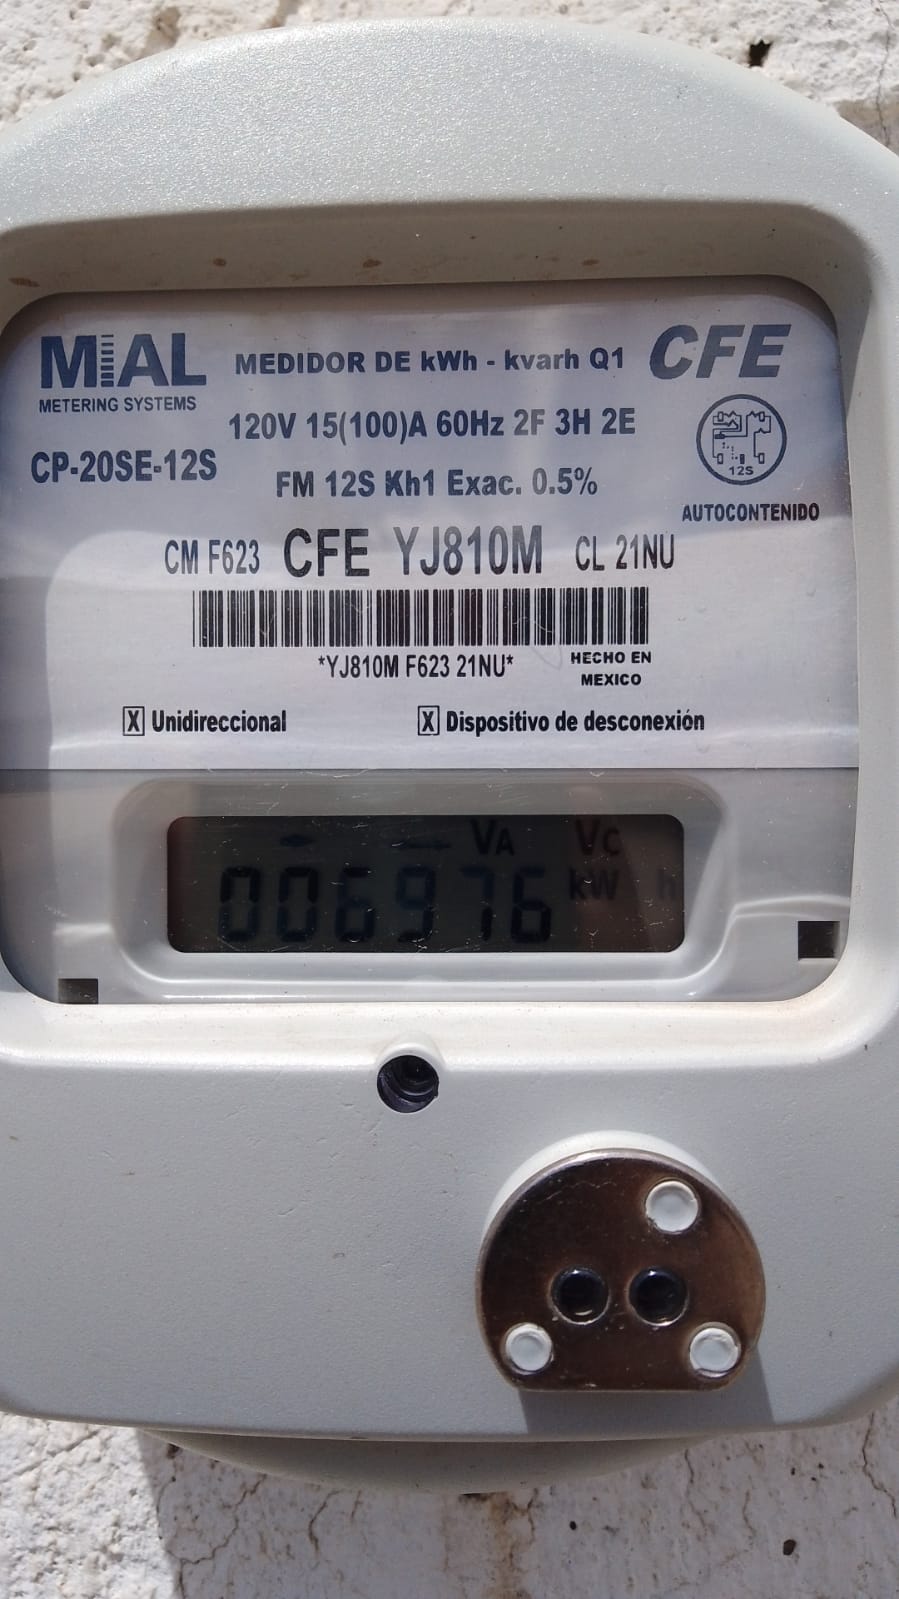 MIAL
METERING SYSTEMS
MEDIDOR DE kWh - kvarh Q1
CFE
120V 15(100)A 60Hz 2F 3H 2E
CP-20SE-12S
FM 12S Kh1 Exac. 0.5%
12S
AUTOCONTENIDO
CM F623 CFE YJ810M CL 21NU
*YJ810M F623 21NU*
HECHO EN
MEXICO
X Unidireccional
X Dispositivo de desconexión
VA VC
006976 kW h